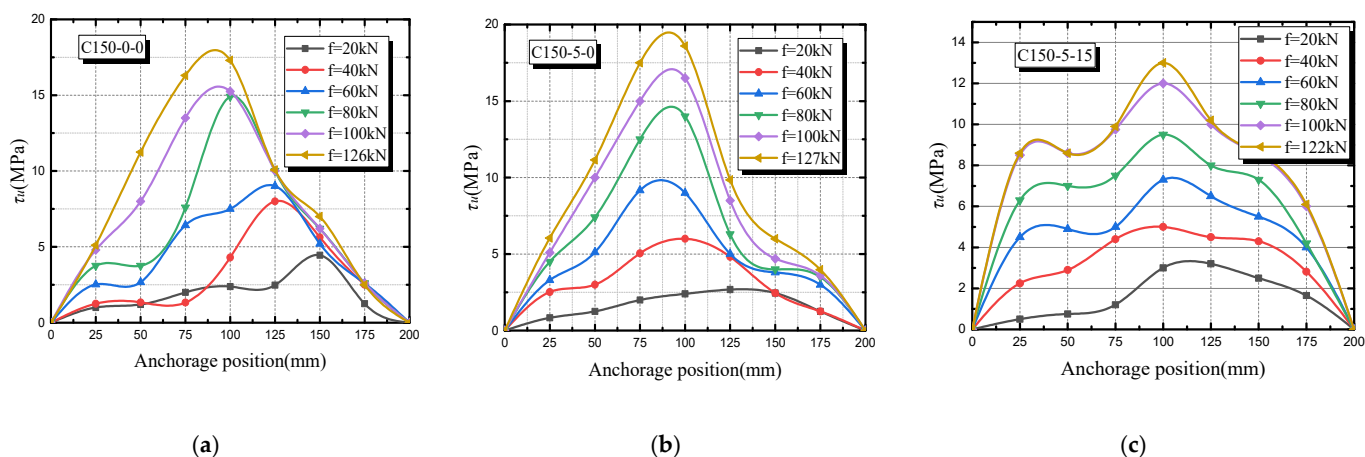 C150-0-0
f=20kN
f=40kN
f=60kN
f=80kN
f=100kN
f=126kN
20
15
10
5
0
τu(MPa)
0 25 50 75 100 125 150 175 200
Anchorage position(mm)
(a)
C150-5-0
f=20kN
f=40kN
f=60kN
f=80kN
f=100kN
f=127kN
20
15
10
5
0
τu(MPa)
0 25 50 75 100 125 150 175 200
Anchorage position(mm)
(b)
C150-5-15
f=20kN
f=40kN
f=60kN
f=80kN
f=100kN
f=122kN
14
12
10
8
6
4
2
0
τu(MPa)
0 25 50 75 100 125 150 175 200
Anchorage position(mm)
(c)